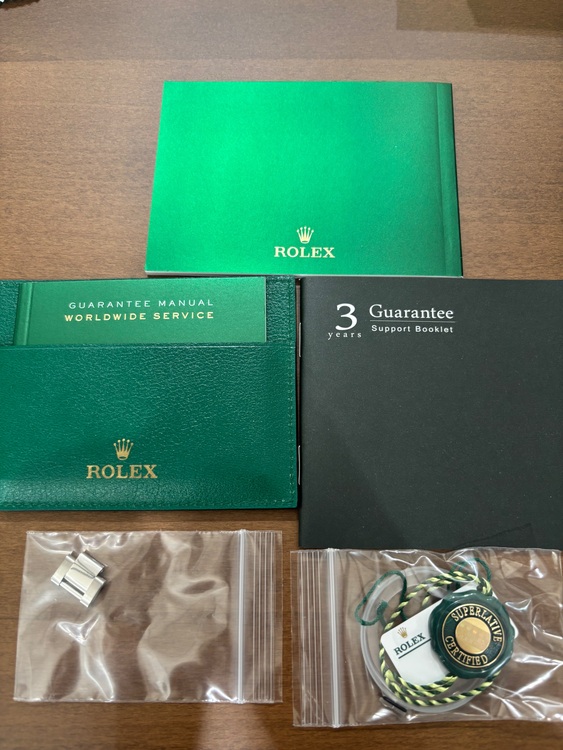 ROLEX
GUARANTEE MANUAL
WORLDWIDE SERVICE
ROLEX
3 years
Guarantee
Support Booklet
ROLEX
SUPERLATIVE
CERTIFIED